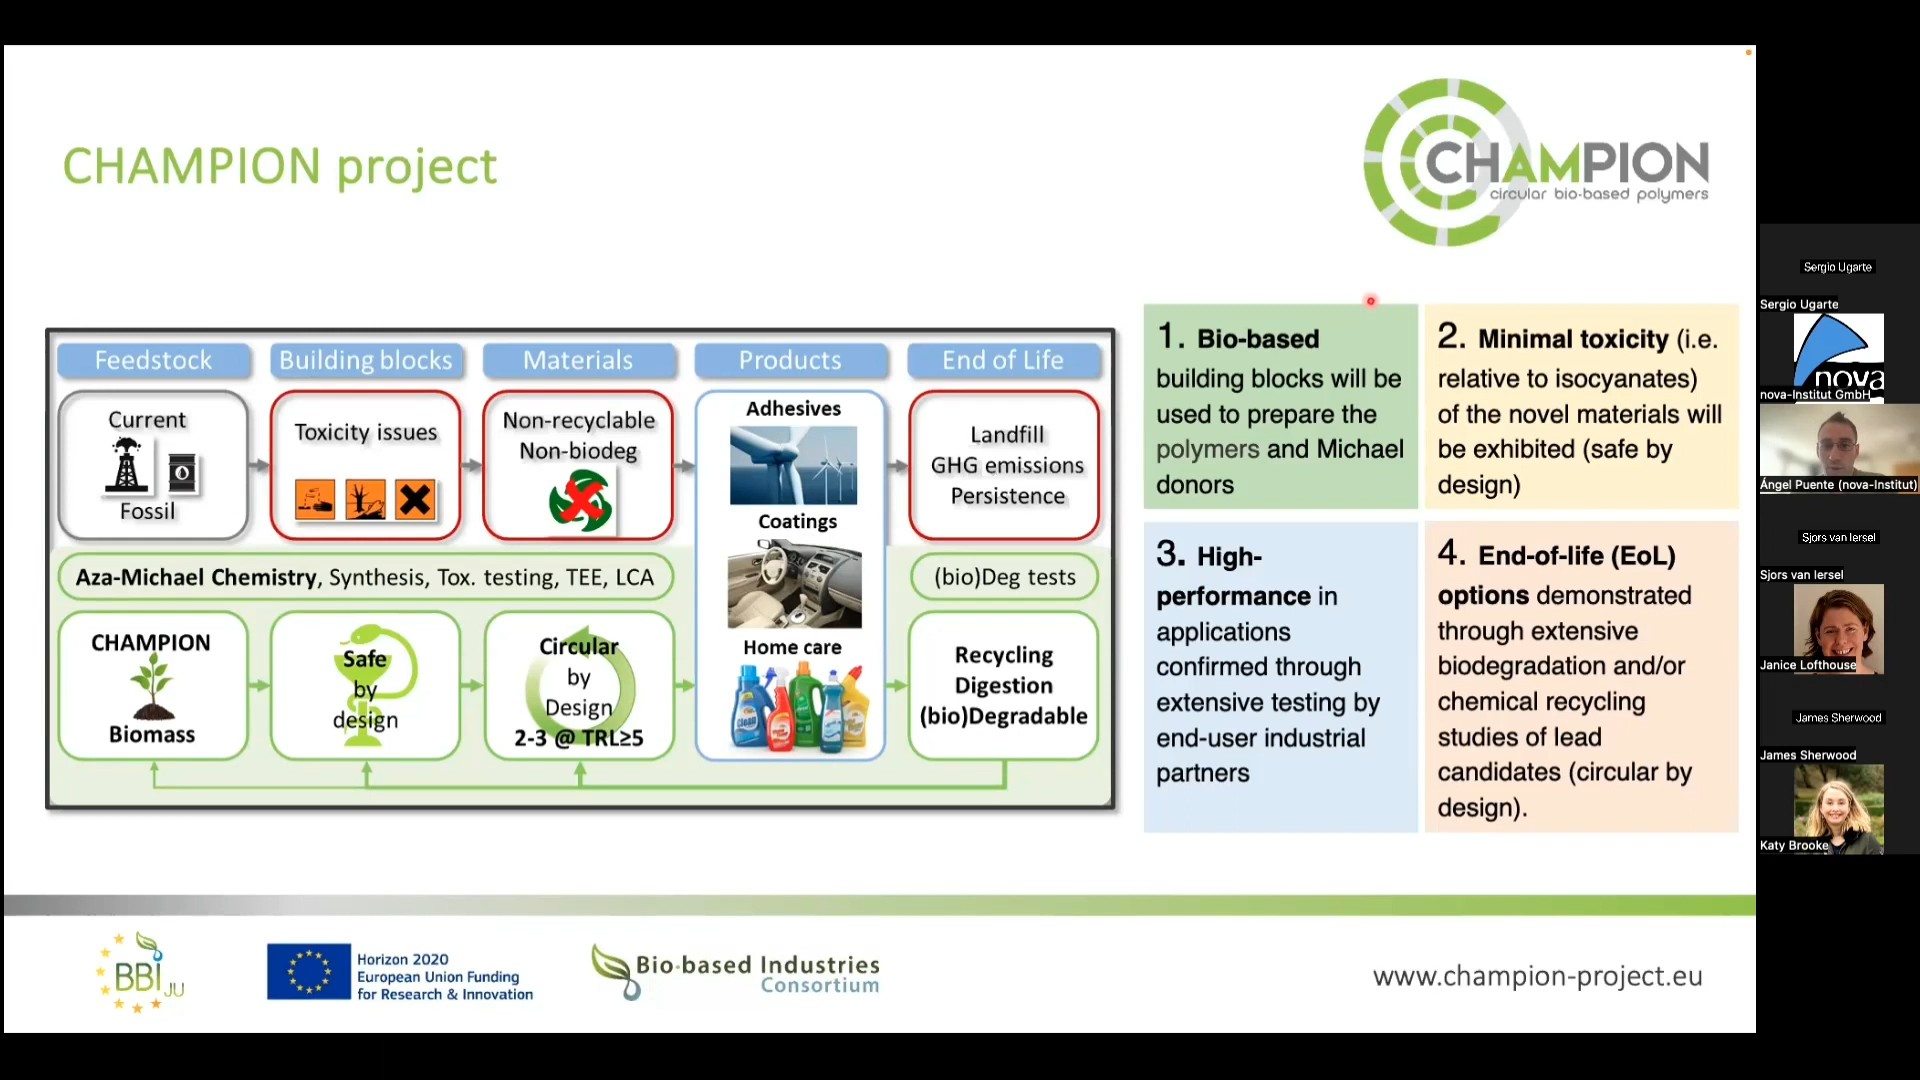 CHAMPION project
CHAMPION
circular bio-based polymers
Feedstock
Building blocks
Materials
Products
End of Life
Current
Fossil
Toxicity issues
Non-recyclable
Non-biodeg
Adhesives
Coatings
Home care
Landfill
GHG emissions
Persistence
Aza-Michael Chemistry, Synthesis, Tox. testing, TEE, LCA
(bio)Deg tests
CHAMPION
Biomass
Safe
by
design
Circular
by
Design
2-3 @ TRL≥5
Recycling
Digestion
(bio)Degradable
1. Bio-based
building blocks will be
used to prepare the
polymers and Michael
donors
2. Minimal toxicity (i.e.
relative to isocyanates)
of the novel materials will
be exhibited (safe by
design)
3. High-
performance in
applications
confirmed through
extensive testing by
end-user industrial
partners
4. End-of-life (EoL)
options demonstrated
through extensive
biodegradation and/or
chemical recycling
studies of lead
candidates (circular by
design).
BBI JU
Horizon 2020
European Union Funding
for Research & Innovation
Bio-based Industries
Consortium
www.champion-project.eu
Sergio Ugarte
Sergio Ugarte
nova
nova-Institut GmbH
Ángel Puente (nova-Institut)
Sjors van Iersel
Sjors van Iersel
Janice Lofthouse
James Sherwood
James Sherwood
Katy Brooke